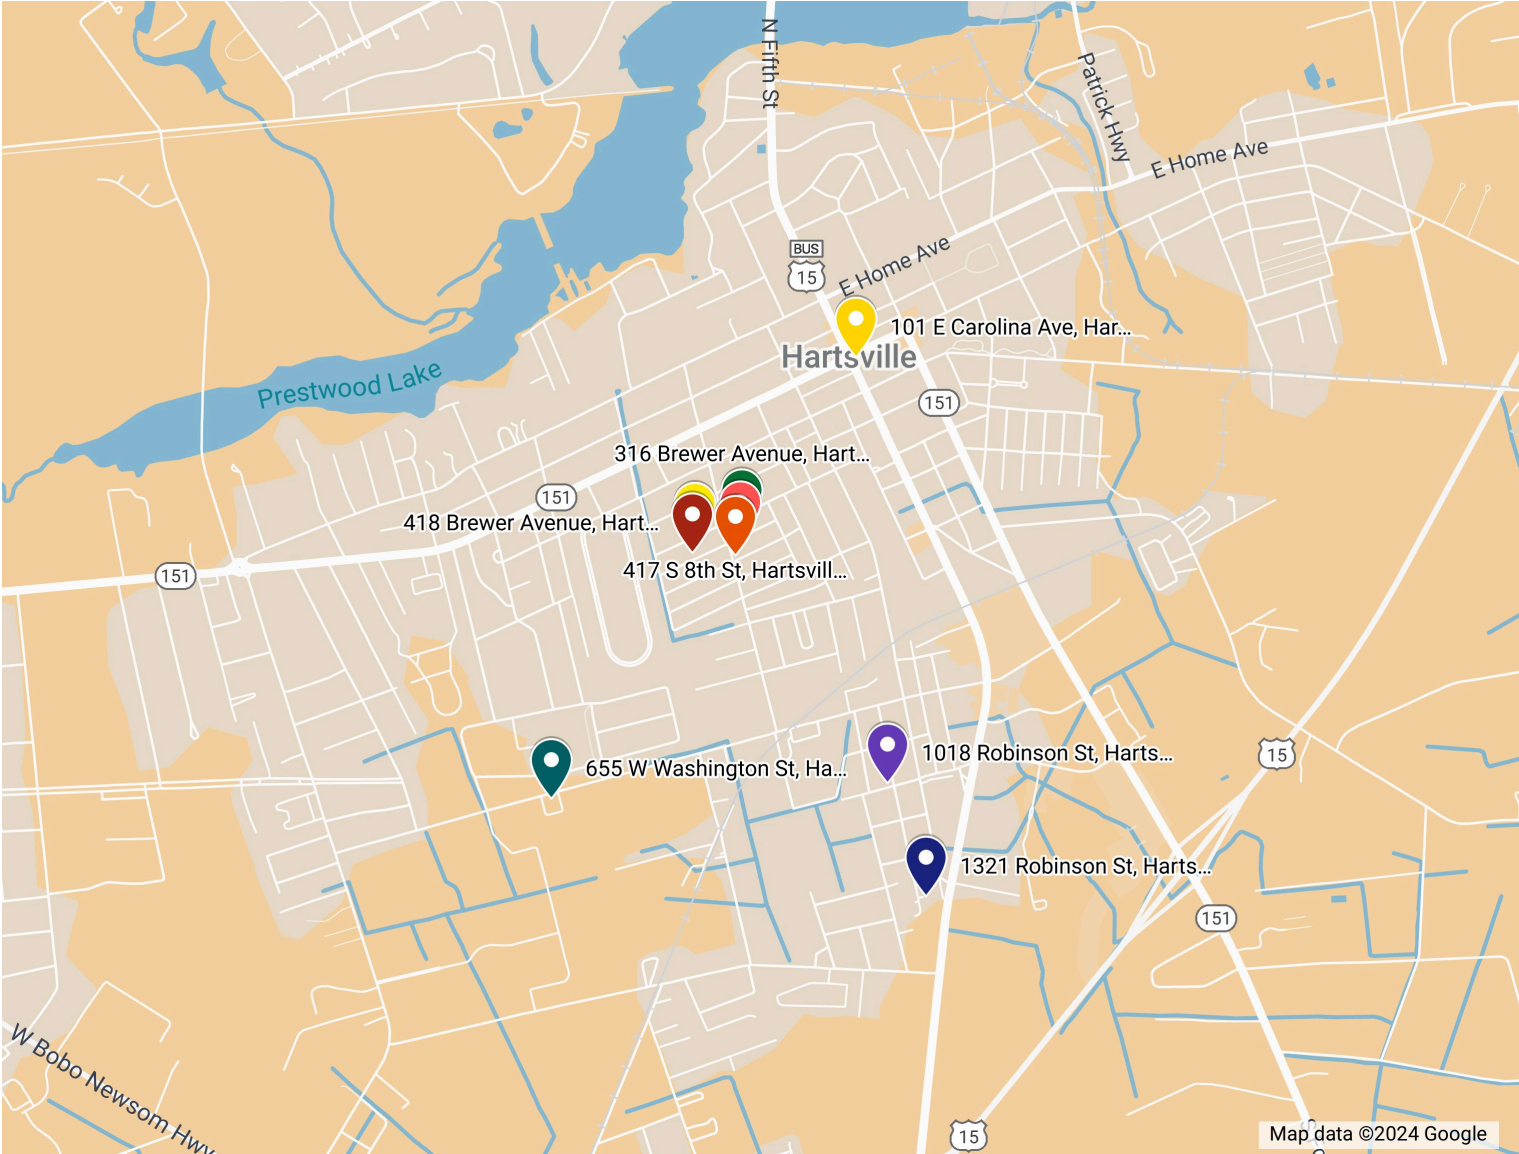 N Fifth St
Patrick Hwy
E Home Ave
BUS
15
E Home Ave
101 E Carolina Ave, Har...
Hartsville
Prestwood Lake
151
316 Brewer Avenue, Hart...
151
418 Brewer Avenue, Hart...
417 S 8th St, Hartsvill...
151
1018 Robinson St, Harts...
15
655 W Washington St, Ha...
1321 Robinson St, Harts...
151
W Bobo Newsom Hwy
15
Map data ©2024 Google